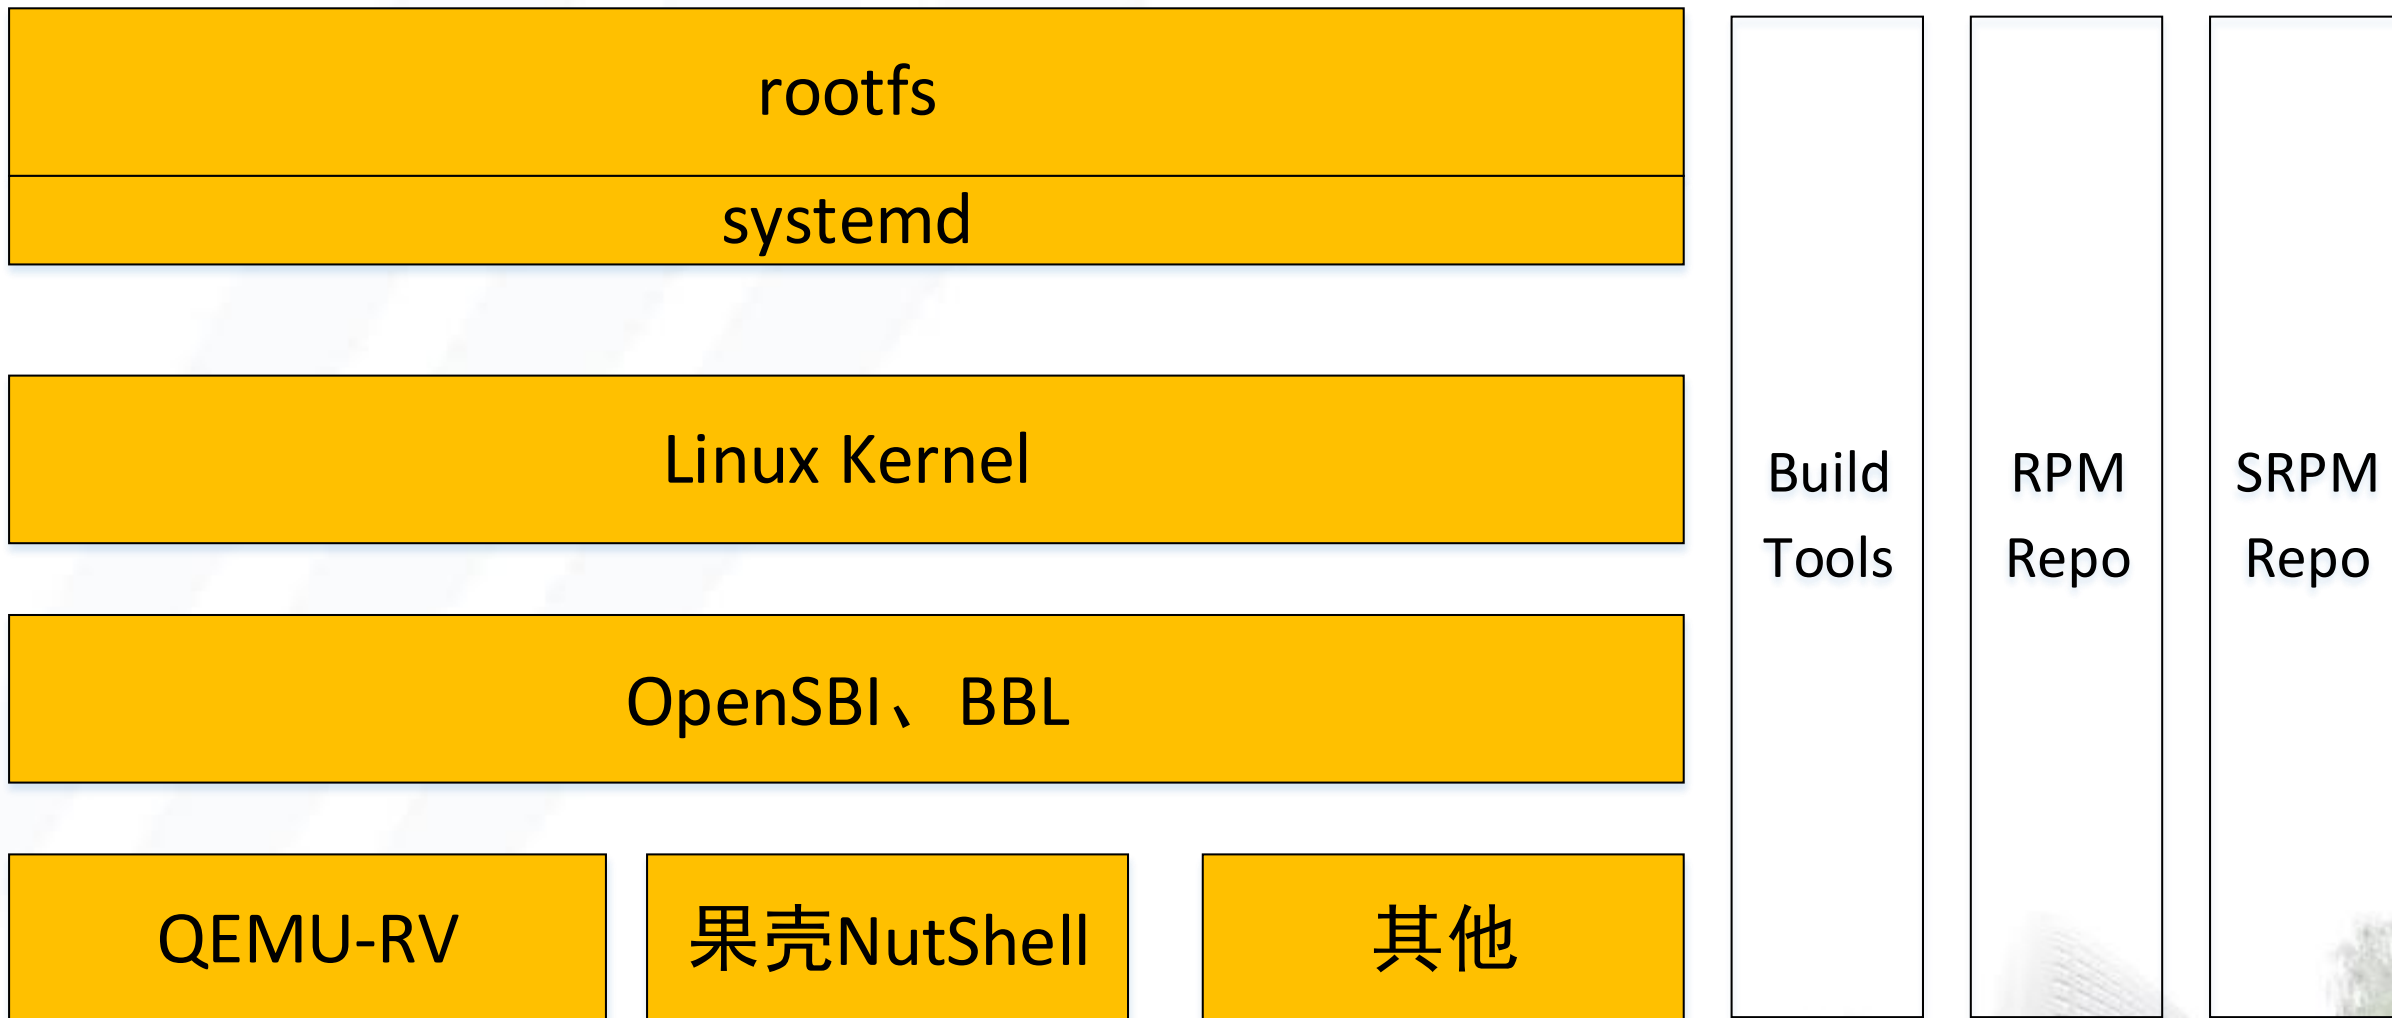 rootfs
systemd
Linux Kernel
OpenSBI、BBL
QEMU-RV
果壳NutShell
其他
Build
Tools
RPM
Repo
SRPM
Repo